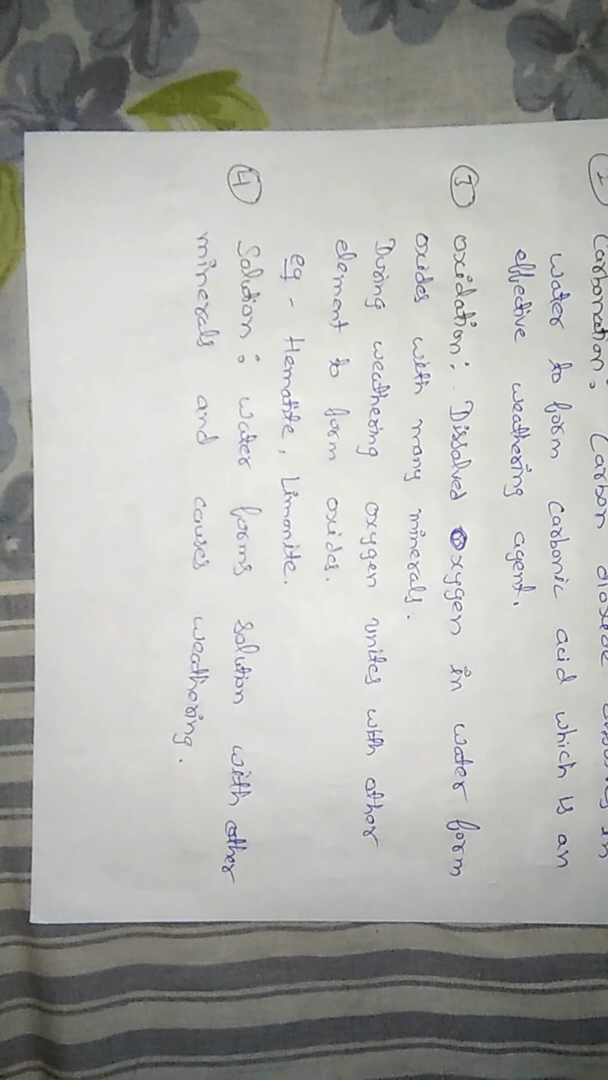 ② Carbonation: Carbon dioxide in
water to form carbonic acid which is an
effective weathering agent.
③ oxidation: Dissolved Oxygen in water form
oxides with many minerals.
During weathering oxygen unites with other
element to form oxides.
eg - Hematite, Limonite.
④ Solution: water forms solution with other
minerals and causes weathering.